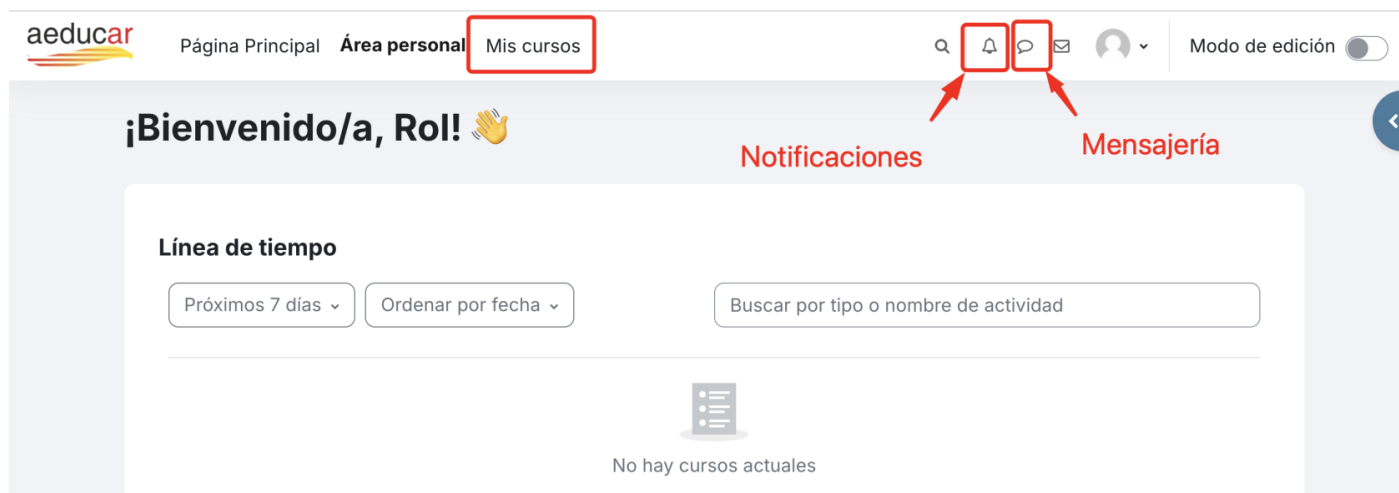 aeducar Página Principal Área personal Mis cursos Modo de edición
¡Bienvenido/a, Rol! 👋
Notificaciones Mensajería
Línea de tiempo
Próximos 7 días Ordenar por fecha Buscar por tipo o nombre de actividad
No hay cursos actuales